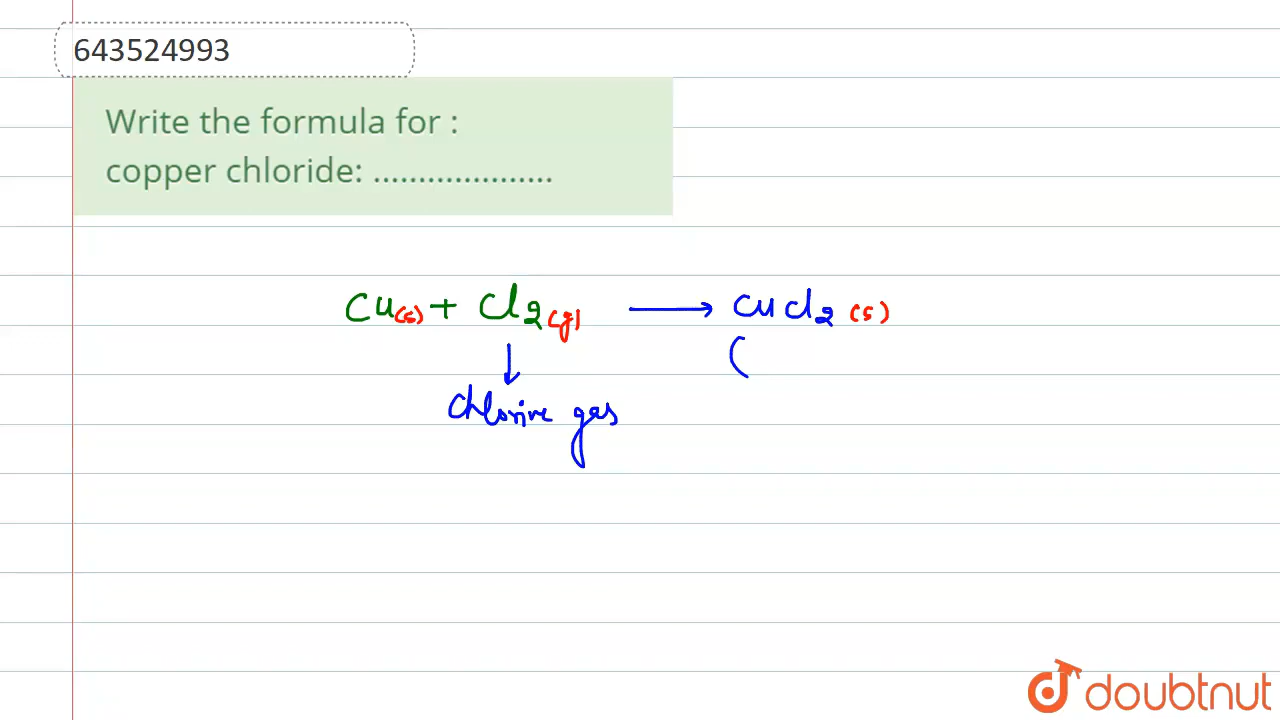 643524993
Write the formula for :
copper chloride: ....................
Cu(s) + Cl2(g) ⟶ CuCl2 (s)
(
↓
Chlorine gas
doubtnut